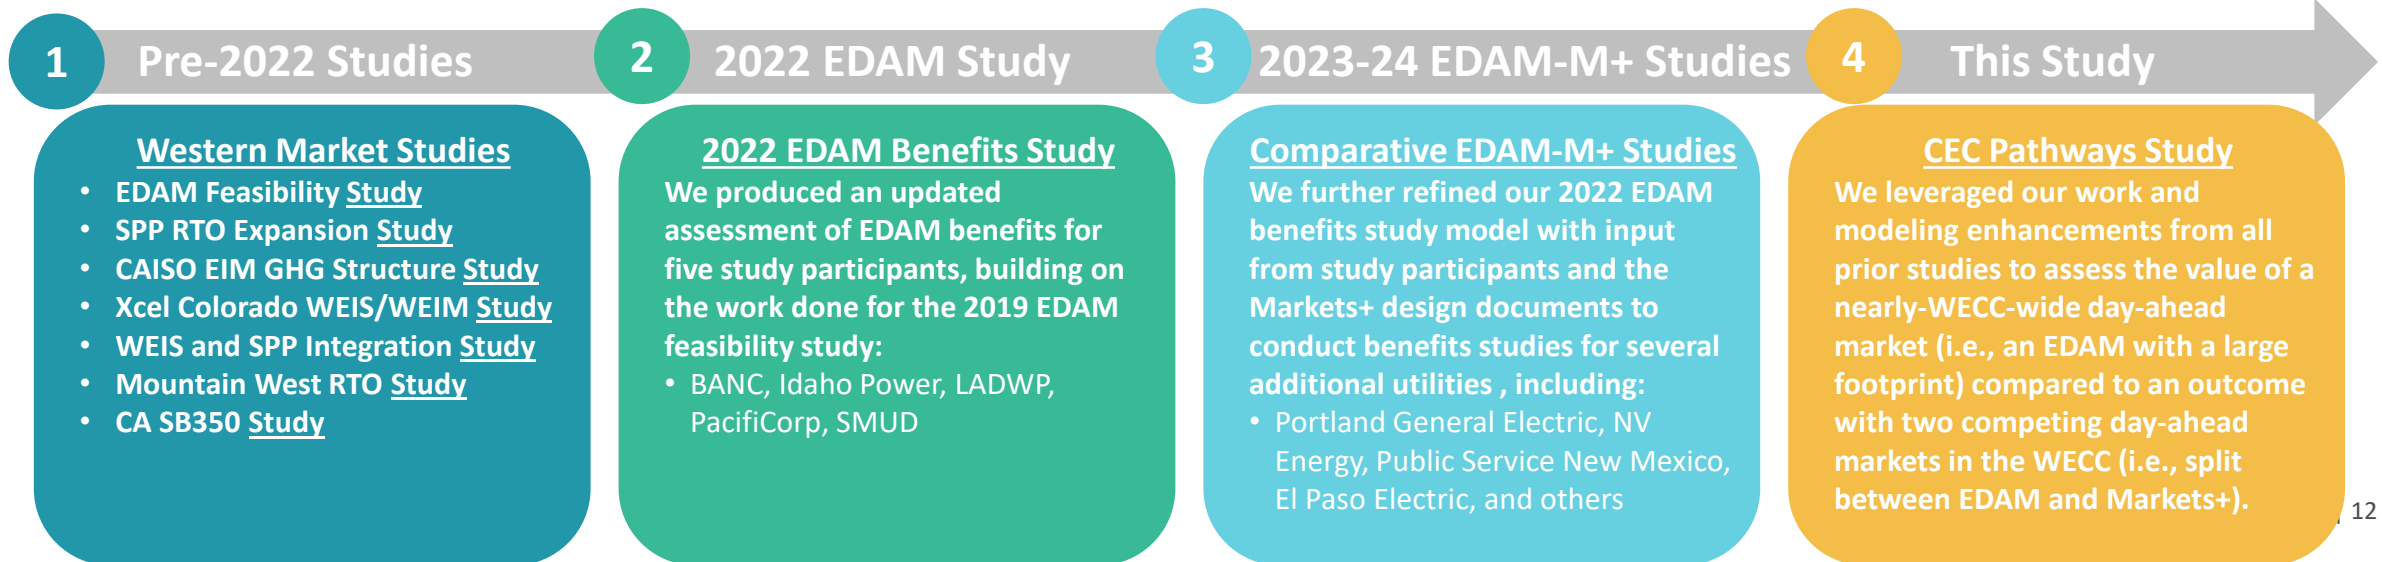 1 Pre-2022 Studies
2 2022 EDAM Study
3 2023-24 EDAM-M+ Studies
4 This Study
Western Market Studies
• EDAM Feasibility Study
• SPP RTO Expansion Study
• CAISO EIM GHG Structure Study
• Xcel Colorado WEIS/WEIM Study
• WEIS and SPP Integration Study
• Mountain West RTO Study
• CA SB350 Study
2022 EDAM Benefits Study
We produced an updated
assessment of EDAM benefits for
five study participants, building on
the work done for the 2019 EDAM
feasibility study:
• BANC, Idaho Power, LADWP,
PacifiCorp, SMUD
Comparative EDAM-M+ Studies
We further refined our 2022 EDAM
benefits study model with input
from study participants and the
Markets+ design documents to
conduct benefits studies for several
additional utilities , including:
• Portland General Electric, NV
Energy, Public Service New Mexico,
El Paso Electric, and others
CEC Pathways Study
We leveraged our work and
modeling enhancements from all
prior studies to assess the value of a
nearly-WECC-wide day-ahead
market (i.e., an EDAM with a large
footprint) compared to an outcome
with two competing day-ahead
markets in the WECC (i.e., split
between EDAM and Markets+).
12